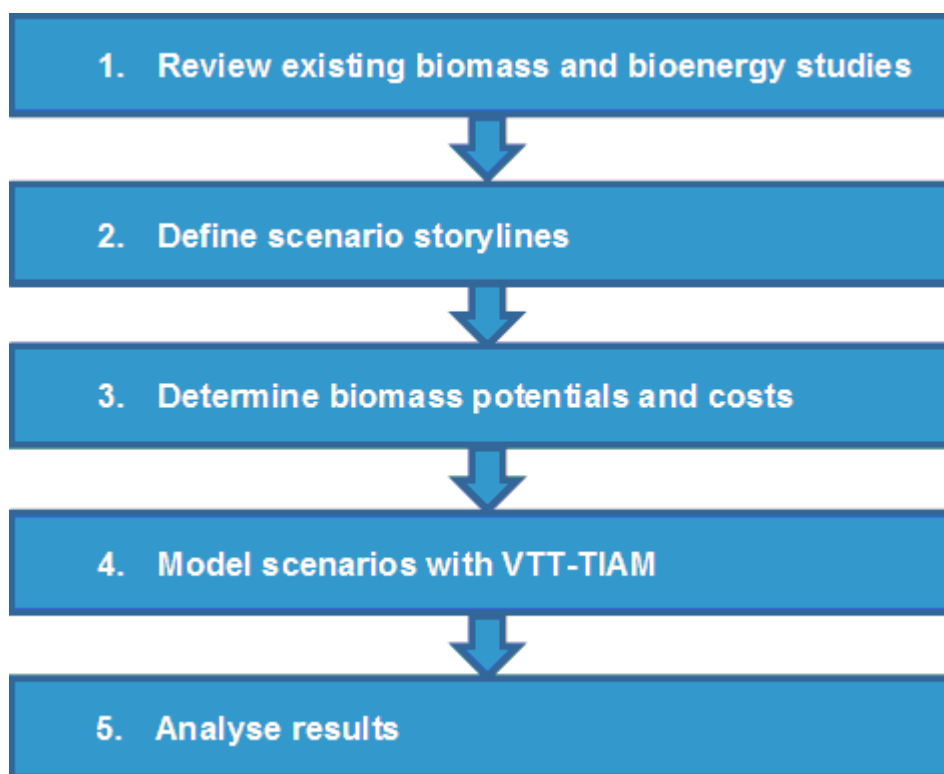 1. Review existing biomass and bioenergy studies
2. Define scenario storylines
3. Determine biomass potentials and costs
4. Model scenarios with VTT-TIAM
5. Analyse results